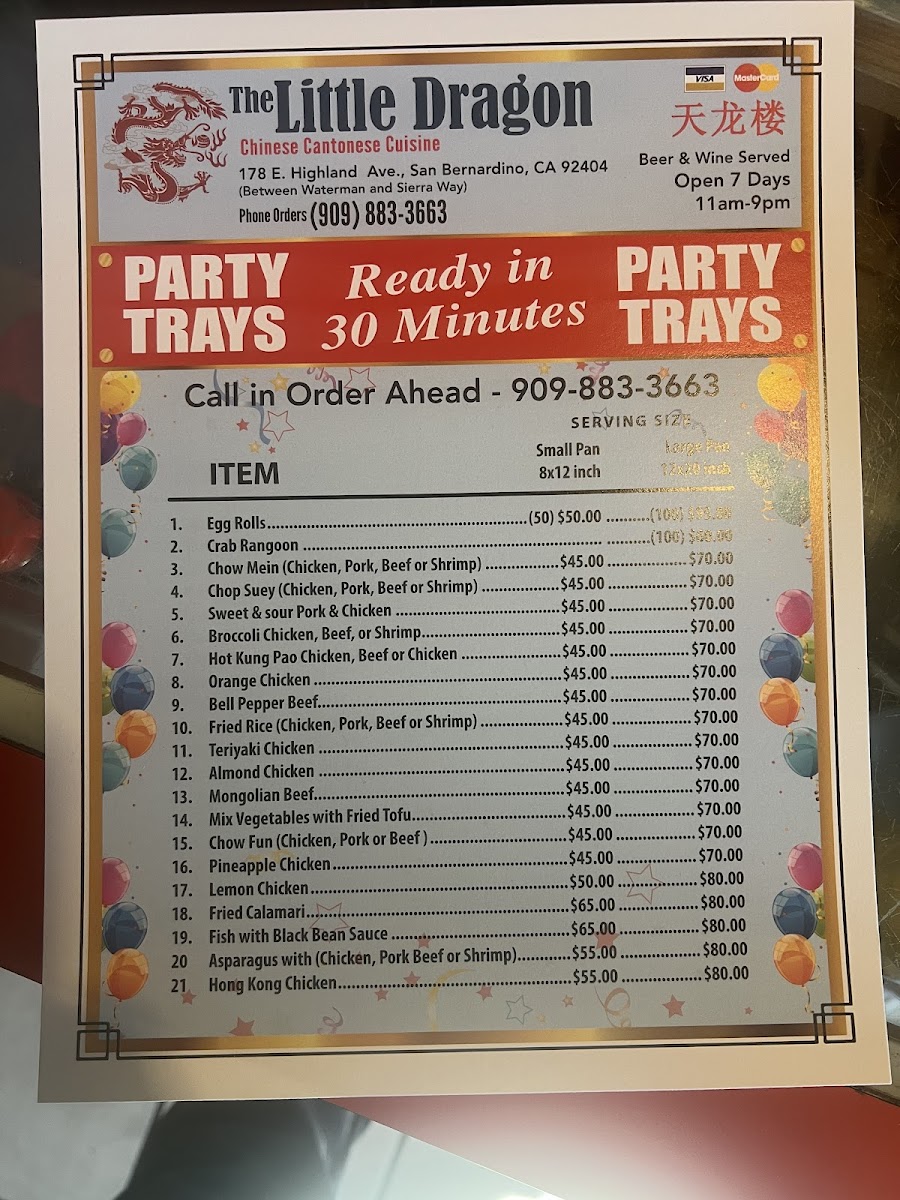 The Little Dragon
Chinese Cantonese Cuisine
178 E. Highland Ave., San Bernardino, CA 92404
(Between Waterman and Sierra Way)
Phone Orders (909) 883-3663
VISA MasterCard
天龙楼
Beer & Wine Served
Open 7 Days
11am-9pm
PARTY TRAYS
Ready in 30 Minutes
PARTY TRAYS
Call in Order Ahead - 909-883-3663
SERVING SIZE
ITEM Small Pan 8x12 inch Large Pan 12x20 inch
1. Egg Rolls (50) $50.00 (100)
2. Crab Rangoon (100)
3. Chow Mein (Chicken, Pork, Beef or Shrimp) $45.00 $70.00
4. Chop Suey (Chicken, Pork, Beef or Shrimp) $45.00 $70.00
5. Sweet & sour Pork & Chicken $45.00 $70.00
6. Broccoli Chicken, Beef, or Shrimp $45.00 $70.00
7. Hot Kung Pao Chicken, Beef or Chicken $45.00 $70.00
8. Orange Chicken $45.00 $70.00
9. Bell Pepper Beef $45.00 $70.00
10. Fried Rice (Chicken, Pork, Beef or Shrimp) $45.00 $70.00
11. Teriyaki Chicken $45.00 $70.00
12. Almond Chicken $45.00 $70.00
13. Mongolian Beef $45.00 $70.00
14. Mix Vegetables with Fried Tofu $45.00 $70.00
15. Chow Fun (Chicken, Pork or Beef ) $45.00 $70.00
16. Pineapple Chicken $45.00 $70.00
17. Lemon Chicken $50.00 $80.00
18. Fried Calamari $65.00 $80.00
19. Fish with Black Bean Sauce $65.00 $80.00
20 Asparagus with (Chicken, Pork Beef or Shrimp) $55.00 $80.00
21 Hong Kong Chicken $55.00 $80.00